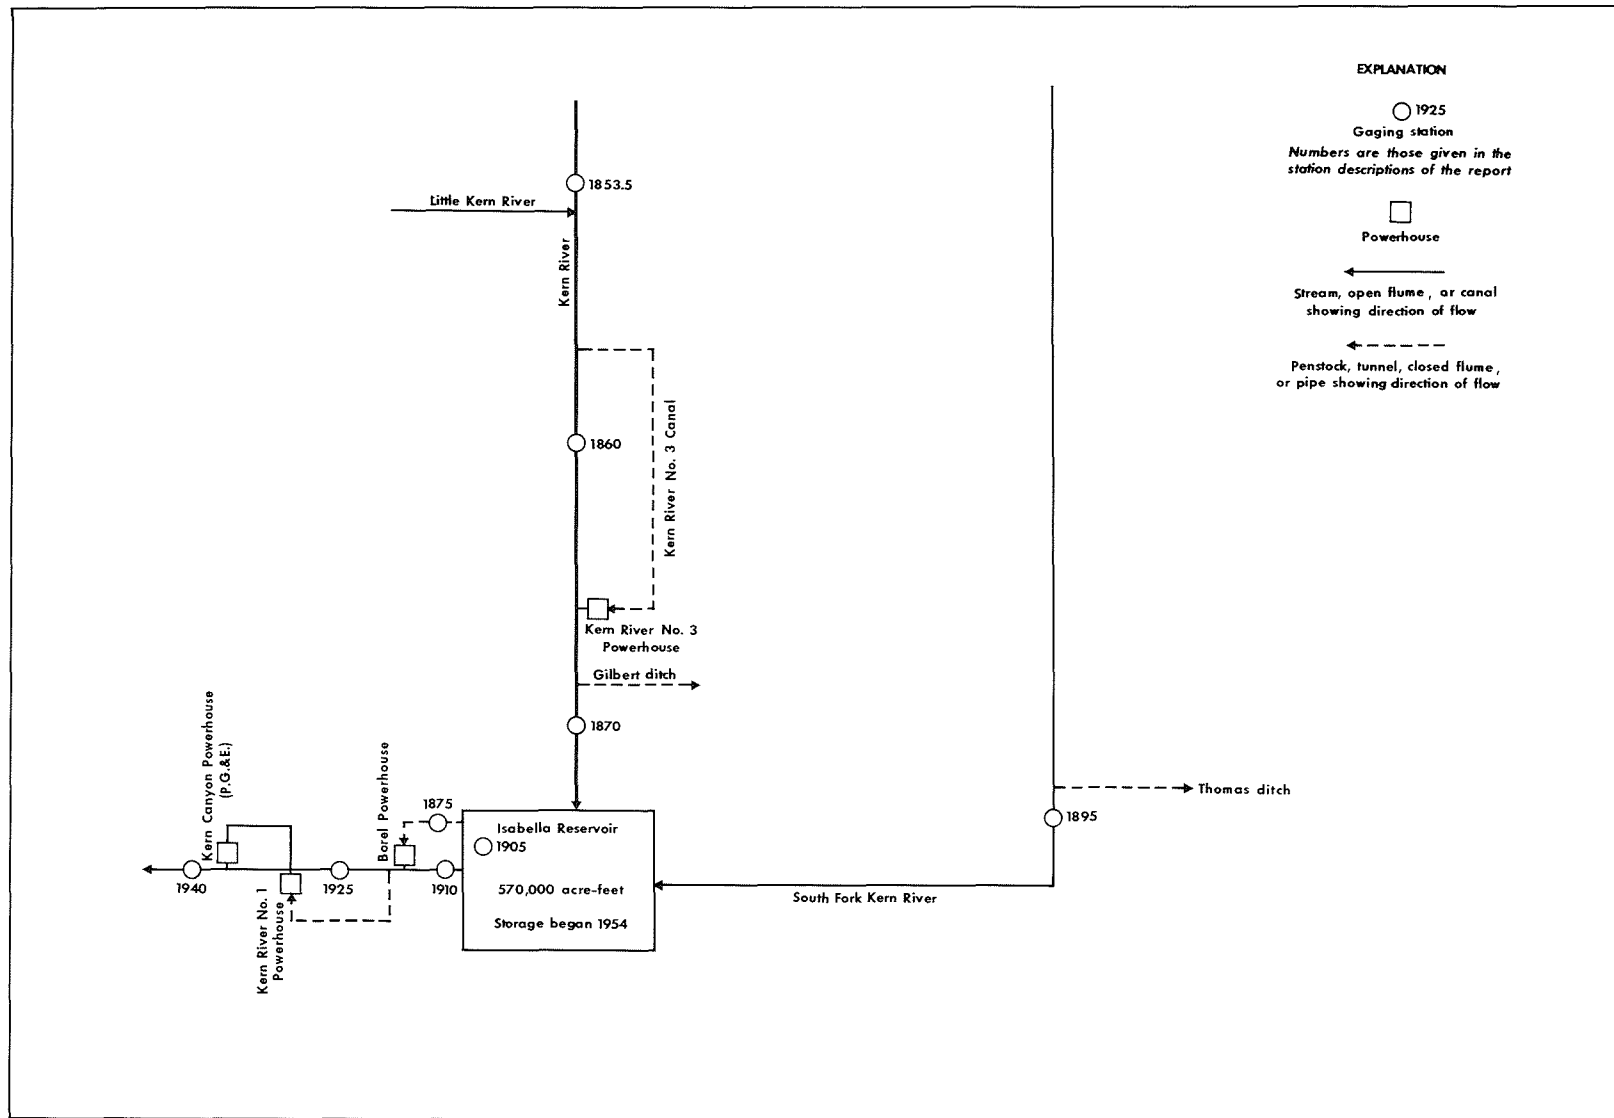 EXPLANATION
1925
Gaging station
Numbers are those given in the
station descriptions of the report
Powerhouse
Stream, open flume, or canal
showing direction of flow
Penstock, tunnel, closed flume,
or pipe showing direction of flow
1853.5
Little Kern River
Kern River
1860
Kern River No. 3 Canal
Kern River No. 3
Powerhouse
Gilbert ditch
1870
Thomas ditch
1895
South Fork Kern River
Isabella Reservoir
1905
570,000 acre-feet
Storage began 1954
1875
Borel Powerhouse
1910
1925
Kern River No. 1
Powerhouse
Kern Canyon Powerhouse
(P.G.&E.)
1940